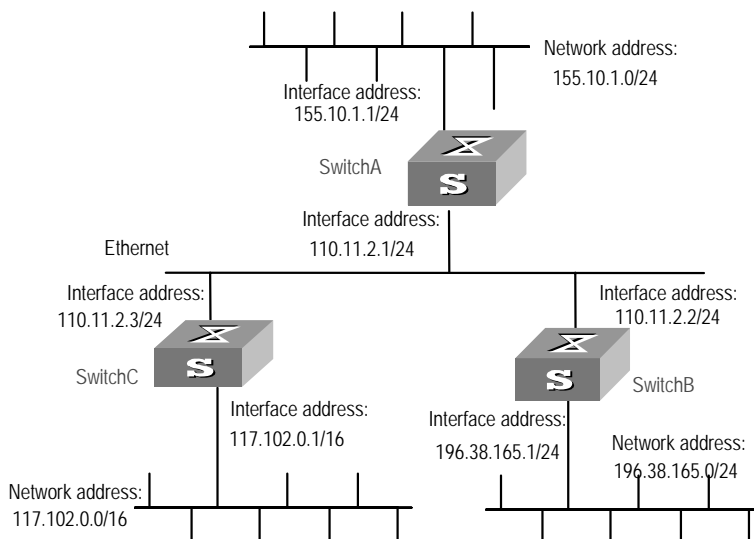 Network address:
155.10.1.0/24
Interface address:
155.10.1.1/24
SwitchA
S
Interface address:
110.11.2.1/24
Ethernet
Interface address:
110.11.2.3/24
Interface address:
110.11.2.2/24
S
SwitchC
S
SwitchB
Interface address:
117.102.0.1/16
Interface address:
196.38.165.1/24
Network address:
196.38.165.0/24
Network address:
117.102.0.0/16